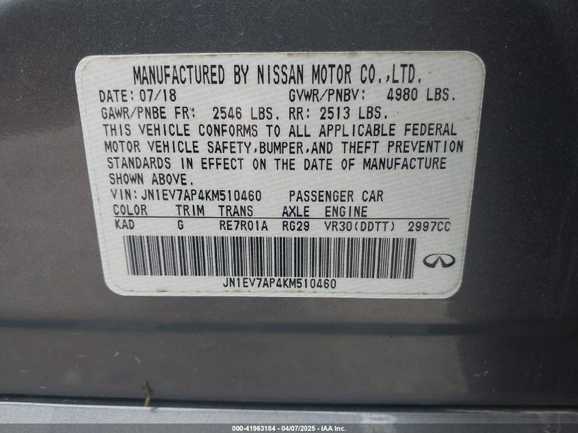 MANUFACTURED BY NISSAN MOTOR CO.,LTD.
DATE: 07/18 GVWR/PNBV: 4980 LBS.
GAWR/PNBE FR: 2546 LBS. RR: 2513 LBS.
THIS VEHICLE CONFORMS TO ALL APPLICABLE FEDERAL
MOTOR VEHICLE SAFETY,BUMPER,AND THEFT PREVENTION
STANDARDS IN EFFECT ON THE DATE OF MANUFACTURE
SHOWN ABOVE.
VIN: JN1EV7AP4KM510460 PASSENGER CAR
COLOR TRIM TRANS AXLE ENGINE
KAD G RE7R01A RG29 VR30(DDTT) 2997CC
JN1EV7AP4KM510460
000-41963184 - 04/07/2025 - IAA, Inc.